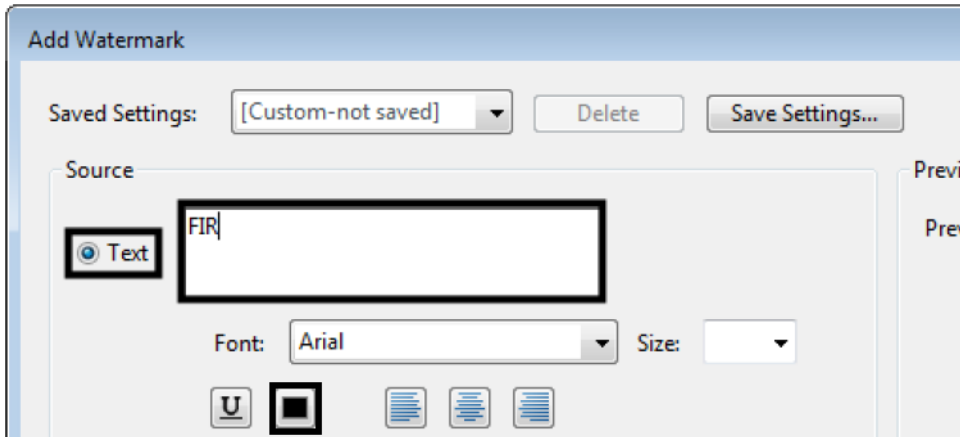 Add Watermark
Saved Settings: [Custom-not saved] Delete Save Settings...
Source
Text FIR
Font: Arial Size:
U